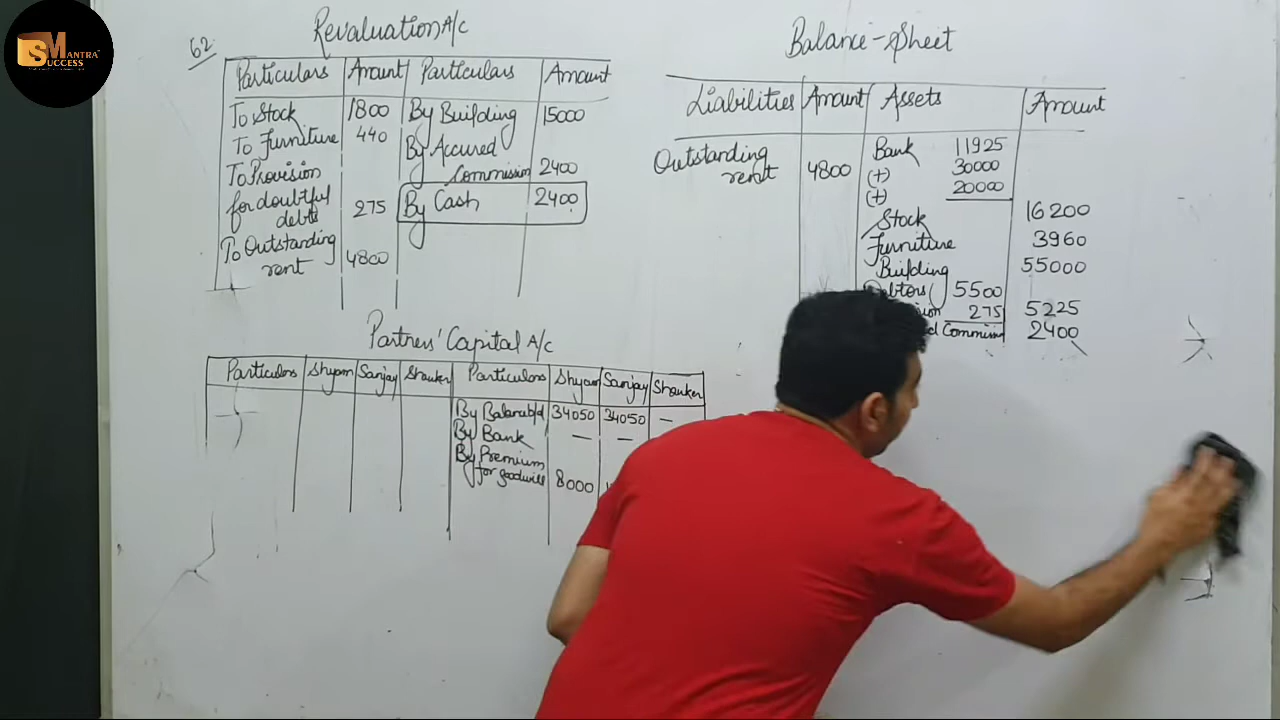 SUCCESS MANTRA
62.
Revaluation A/c
Particulars Amount Particulars Amount
To Stock 1800 By Building 15000
To Furniture 440 By Accured
To Provision Commission 2400
for doubtful
debts 275 By Cash 2400
To Outstanding
rent 4800
Partners' Capital A/c
Particulars Shyam Sanjay Shanker Particulars Shyam Sanjay Shanker
By Balance b/d 34050 34050 —
By Bank — —
By Premium
for goodwill 8000
Balance-Sheet
Liabilities Amount Assets Amount
Outstanding
rent 4800
Bank 11925
(+) 30000
(+) 20000
Stock 16200
Furniture 3960
Building 55000
Debtors 5500
275 5225
Commission 2400